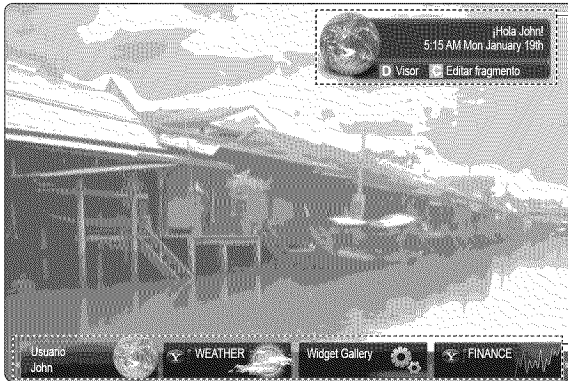 ¡Hola John!
5:15 AM Mon January 19th
D Visor C Editar fragmento
Usuario
John
Y WEATHER
Widget Gallery
Y FINANCE